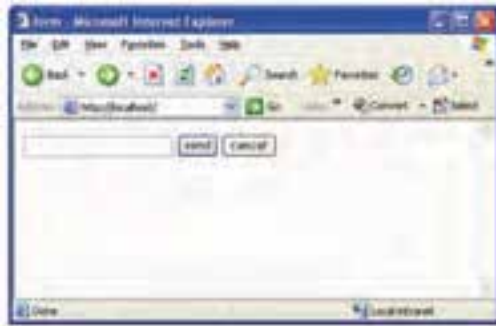 form - Microsoft Internet Explorer
File Edit View Favorites Tools Help
Back Search Favorites
Address http://localhost/ Go Convert Select
send cancel
Done Local intranet